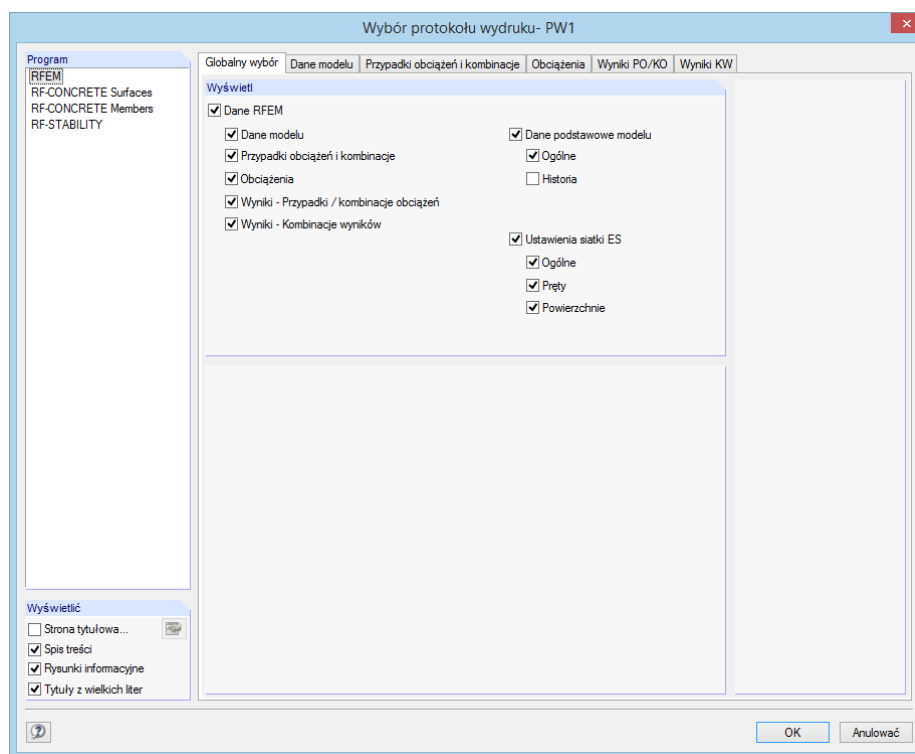 Wybór protokołu wydruku- PW1
Program
RFEM
RF-CONCRETE Surfaces
RF-CONCRETE Members
RF-STABILITY
Globalny wybór
Dane modelu
Przypadki obciążeń i kombinacje
Obciążenia
Wyniki PO/KO
Wyniki KW
Wyświetl
Dane RFEM
Dane modelu
Przypadki obciążeń i kombinacje
Obciążenia
Wyniki - Przypadki / kombinacje obciążeń
Wyniki - Kombinacje wyników
Dane podstawowe modelu
Ogólne
Historia
Ustawienia siatki ES
Ogólne
Pręty
Powierzchnie
Wyświetlić
Strona tytułowa...
Spis treści
Rysunki informacyjne
Tytuły z wielkich liter
OK
Anulować